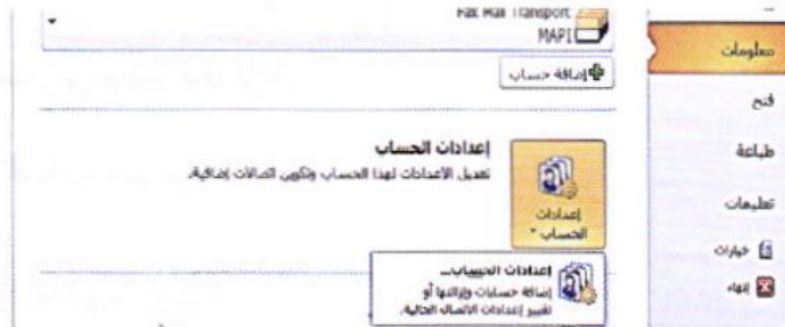 Fax Mail Transport
MAPI
إضافة حساب
إعدادات الحساب
تعديل الاعدادات لهذا الحساب وتكوين اتصالات إضافية.
إعدادات
الحساب
إعدادات الحساب...
إضافة حسابات وإزالتها أو
تغيير إعدادات الاتصال الحالية.
معلومات
فتح
طباعة
تعليمات
خيارات
إنهاء